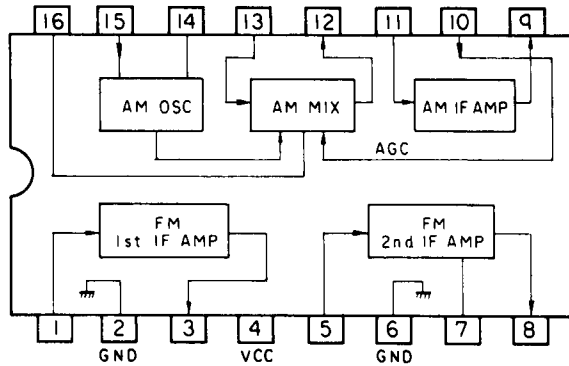 16 15 14 13 12 11 10 9
AM OSC AM MIX AM IF AMP
AGC
FM
1st IF AMP
FM
2nd IF AMP
1 2 3 4 5 6 7 8
GND VCC GND